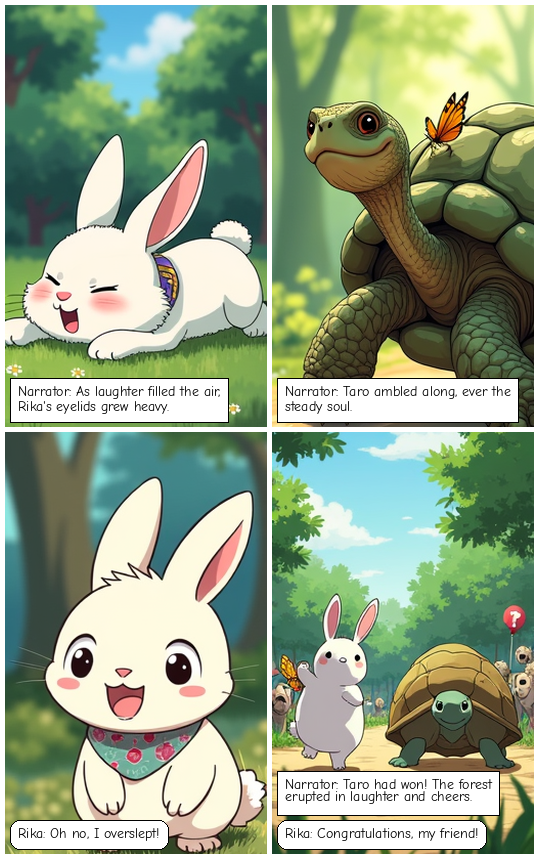 Narrator: As laughter filled the air,
Rika's eyelids grew heavy.
Narrator: Taro ambled along, ever the
steady soul.
Rika: Oh no, I overslept!
?
Narrator: Taro had won! The forest
erupted in laughter and cheers.
Rika: Congratulations, my friend!